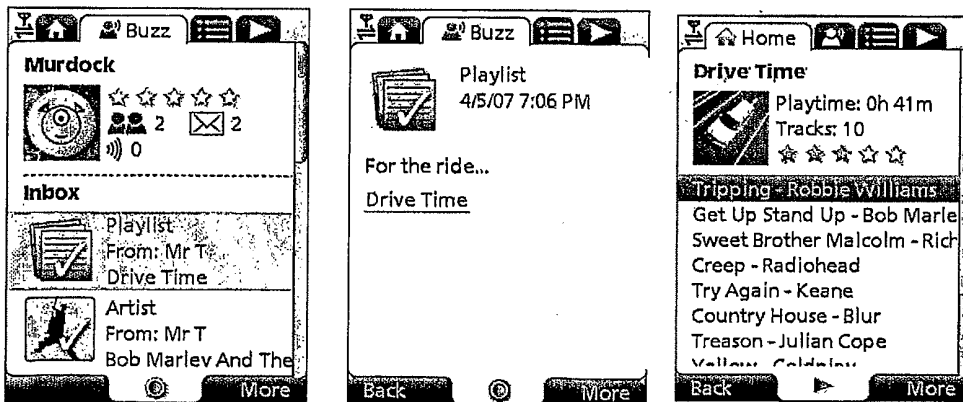 Buzz
Murdock
2 2
0
Inbox
Playlist
From: Mr T
Drive Time
Artist
From: Mr T
Bob Marley And The
More
Buzz
Playlist
4/5/07 7:06 PM
For the ride...
Drive Time
Back More
Home
Drive Time
Playtime: 0h 41m
Tracks: 10
Tripping - Robbie Williams
Get Up Stand Up - Bob Marle
Sweet Brother Malcolm - Rich
Creep - Radiohead
Try Again - Keane
Country House - Blur
Treason - Julian Cope
Yellow - Coldplay
Back More